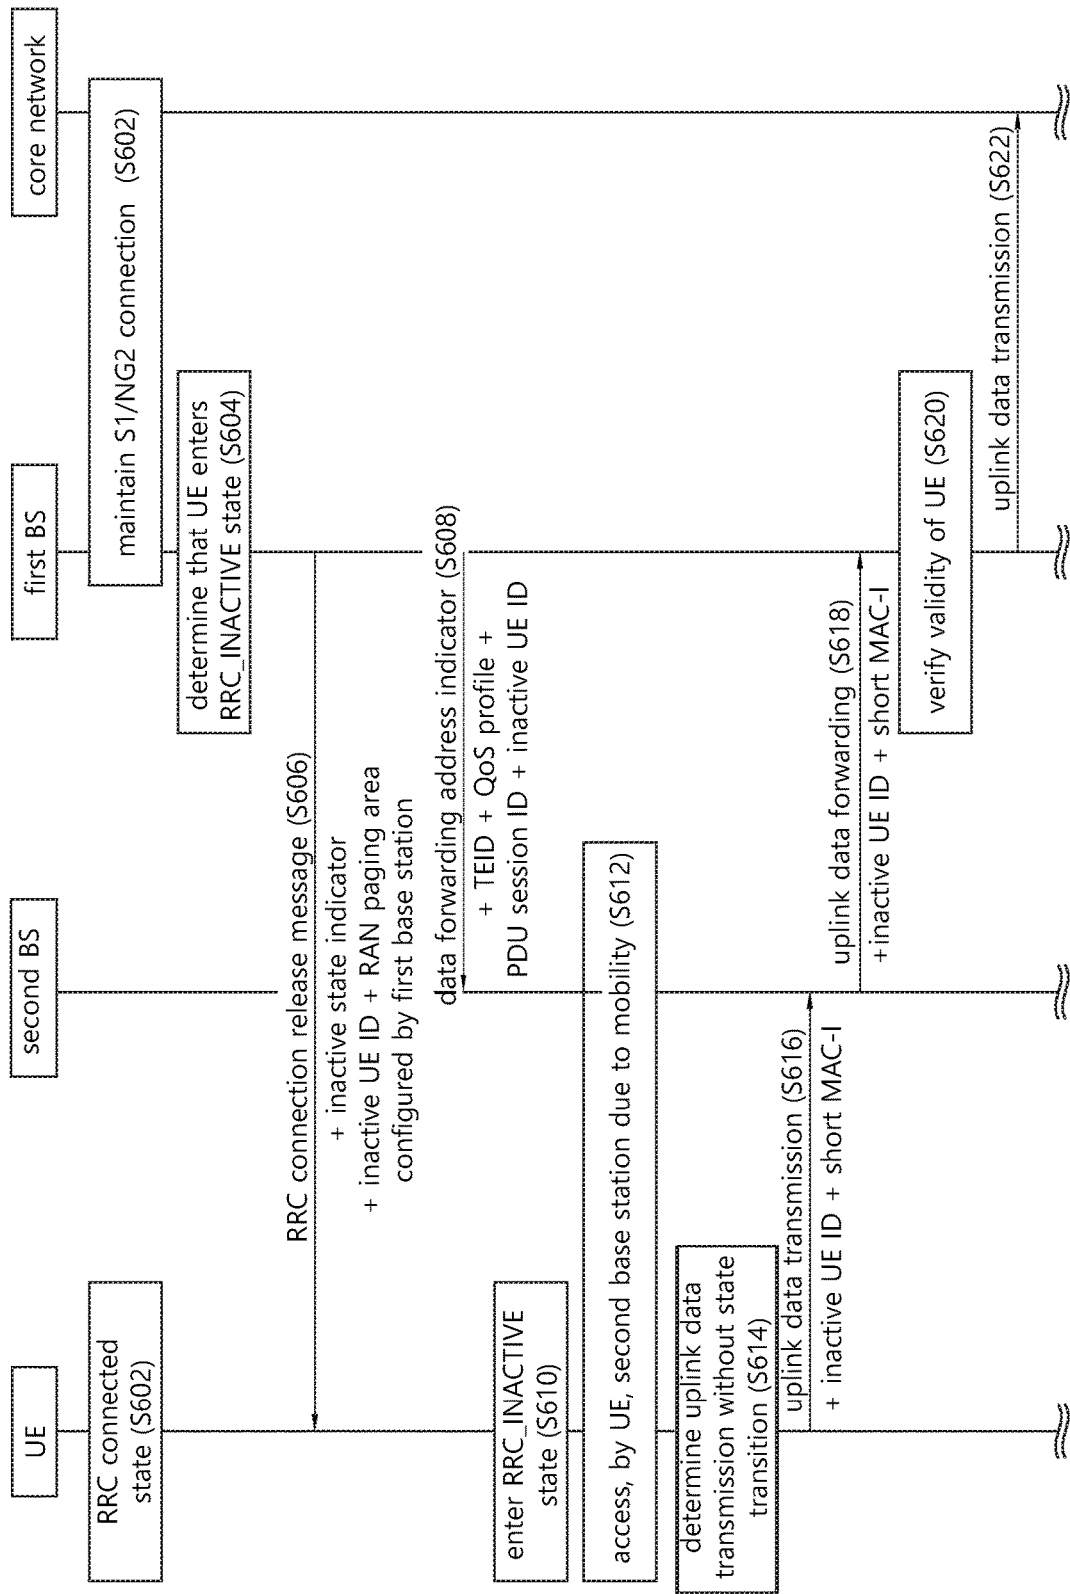 UE
second BS
first BS
core network
RRC connected
state (S602)
maintain S1/NG2 connection (S602)
determine that UE enters
RRC_INACTIVE state (S604)
RRC connection release message (S606)
+ inactive state indicator
+ inactive UE ID + RAN paging area
configured by first base station
data forwarding address indicator (S608)
+ TEID + QoS profile +
PDU session ID + inactive UE ID
enter RRC_INACTIVE
state (S610)
access, by UE, second base station due to mobility (S612)
determine uplink data
transmission without state
transition (S614)
uplink data transmission (S616)
+ inactive UE ID + short MAC-I
uplink data forwarding (S618)
+inactive UE ID + short MAC-I
verify validity of UE (S620)
uplink data transmission (S622)